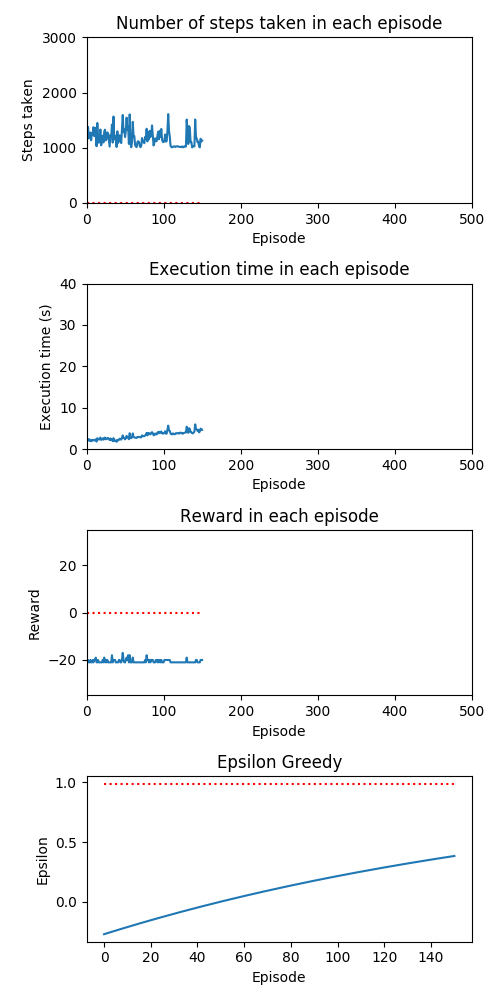 Number of steps taken in each episode
3000
2000
1000
0
Steps taken
0 100 200 300 400 500
Episode
Execution time in each episode
40
30
20
10
0
Execution time (s)
0 100 200 300 400 500
Episode
Reward in each episode
20
0
−20
Reward
0 100 200 300 400 500
Episode
Epsilon Greedy
1.0
0.5
0.0
Epsilon
0 20 40 60 80 100 120 140
Episode